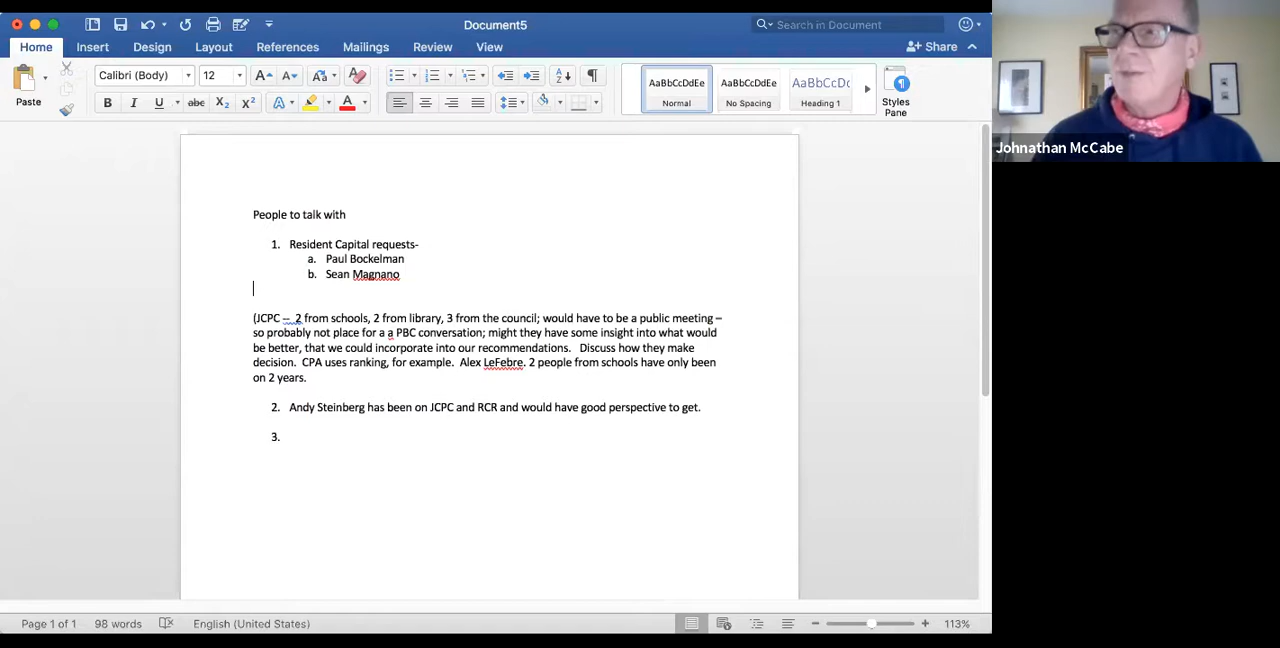 Document5
Search in Document
Home Insert Design Layout References Mailings Review View Share
Paste Calibri (Body) 12 AaBbCcDdEe AaBbCcDdEe AaBbCcDc
B I U abc X₂ X² A A Normal No Spacing Heading 1 Styles Pane
Johnathan McCabe
People to talk with
1. Resident Capital requests-
a. Paul Bockelman
b. Sean Magnano
(JCPC -- 2 from schools, 2 from library, 3 from the council; would have to be a public meeting –
so probably not place for a a PBC conversation; might they have some insight into what would
be better, that we could incorporate into our recommendations. Discuss how they make
decision. CPA uses ranking, for example. Alex LeFebre. 2 people from schools have only been
on 2 years.
2. Andy Steinberg has been on JCPC and RCR and would have good perspective to get.
3.
Page 1 of 1 98 words English (United States) 113%